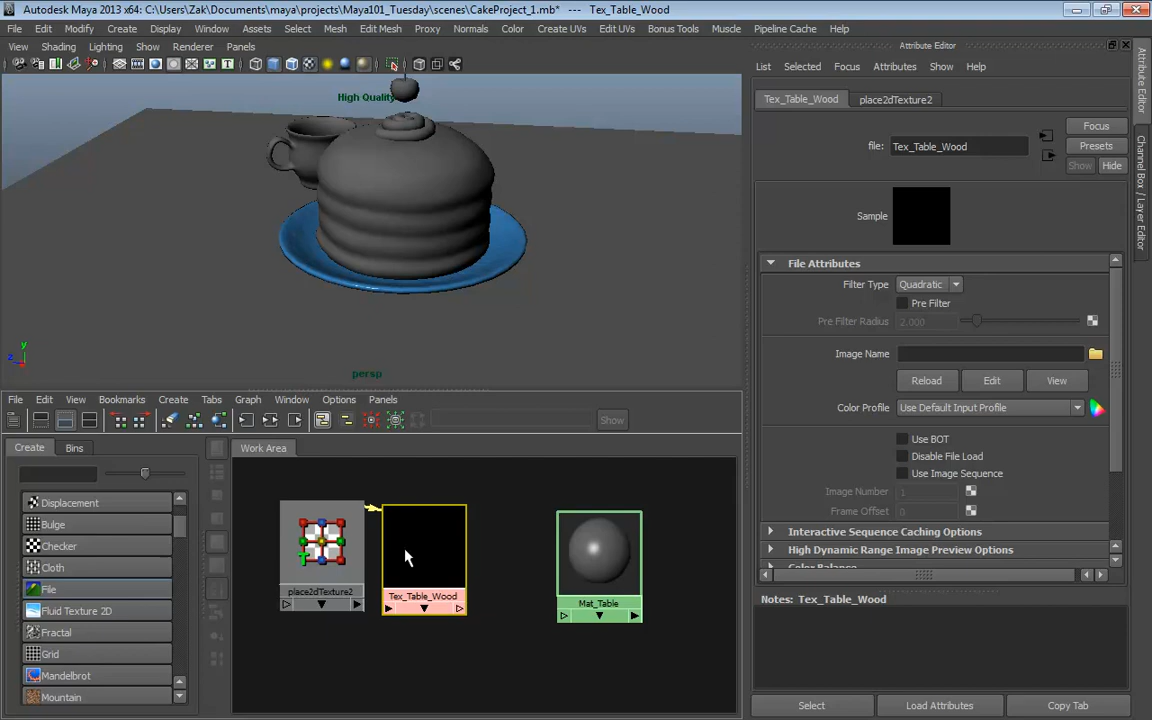 Autodesk Maya 2013 x64: C:\Users\Zak\Documents\maya\projects\Maya101_Tuesday\scenes\CakeProject_1.mb* --- Tex_Table_Wood
File Edit Modify Create Display Window Assets Select Mesh Edit Mesh Proxy Normals Color Create UVs Edit UVs Bonus Tools Muscle Pipeline Cache Help
View Shading Lighting Show Renderer Panels
High Quality
persp
y
z
Attribute Editor
List Selected Focus Attributes Show Help
Tex_Table_Wood place2dTexture2
file: Tex_Table_Wood
Focus
Presets
Show Hide
Sample
File Attributes
Filter Type Quadratic
Pre Filter
Pre Filter Radius 2.000
Image Name
Reload Edit View
Color Profile Use Default Input Profile
Use BOT
Disable File Load
Use Image Sequence
Image Number 1
Frame Offset 0
Interactive Sequence Caching Options
High Dynamic Range Image Preview Options
Color Balance
Notes: Tex_Table_Wood
Select Load Attributes Copy Tab
Attribute Editor
Channel Box / Layer Editor
File Edit View Bookmarks Create Tabs Graph Window Options Panels
Show
Create Bins
Work Area
Displacement
Bulge
Checker
Cloth
File
Fluid Texture 2D
Fractal
Grid
Mandelbrot
Mountain
place2dTexture2
Tex_Table_Wood
Mat_Table